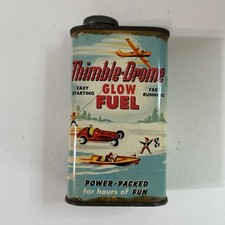 Thimble-Drome
EASY STARTING
GLOW
FAST RUNNING
FUEL
POWER-PACKED
for hours of FUN